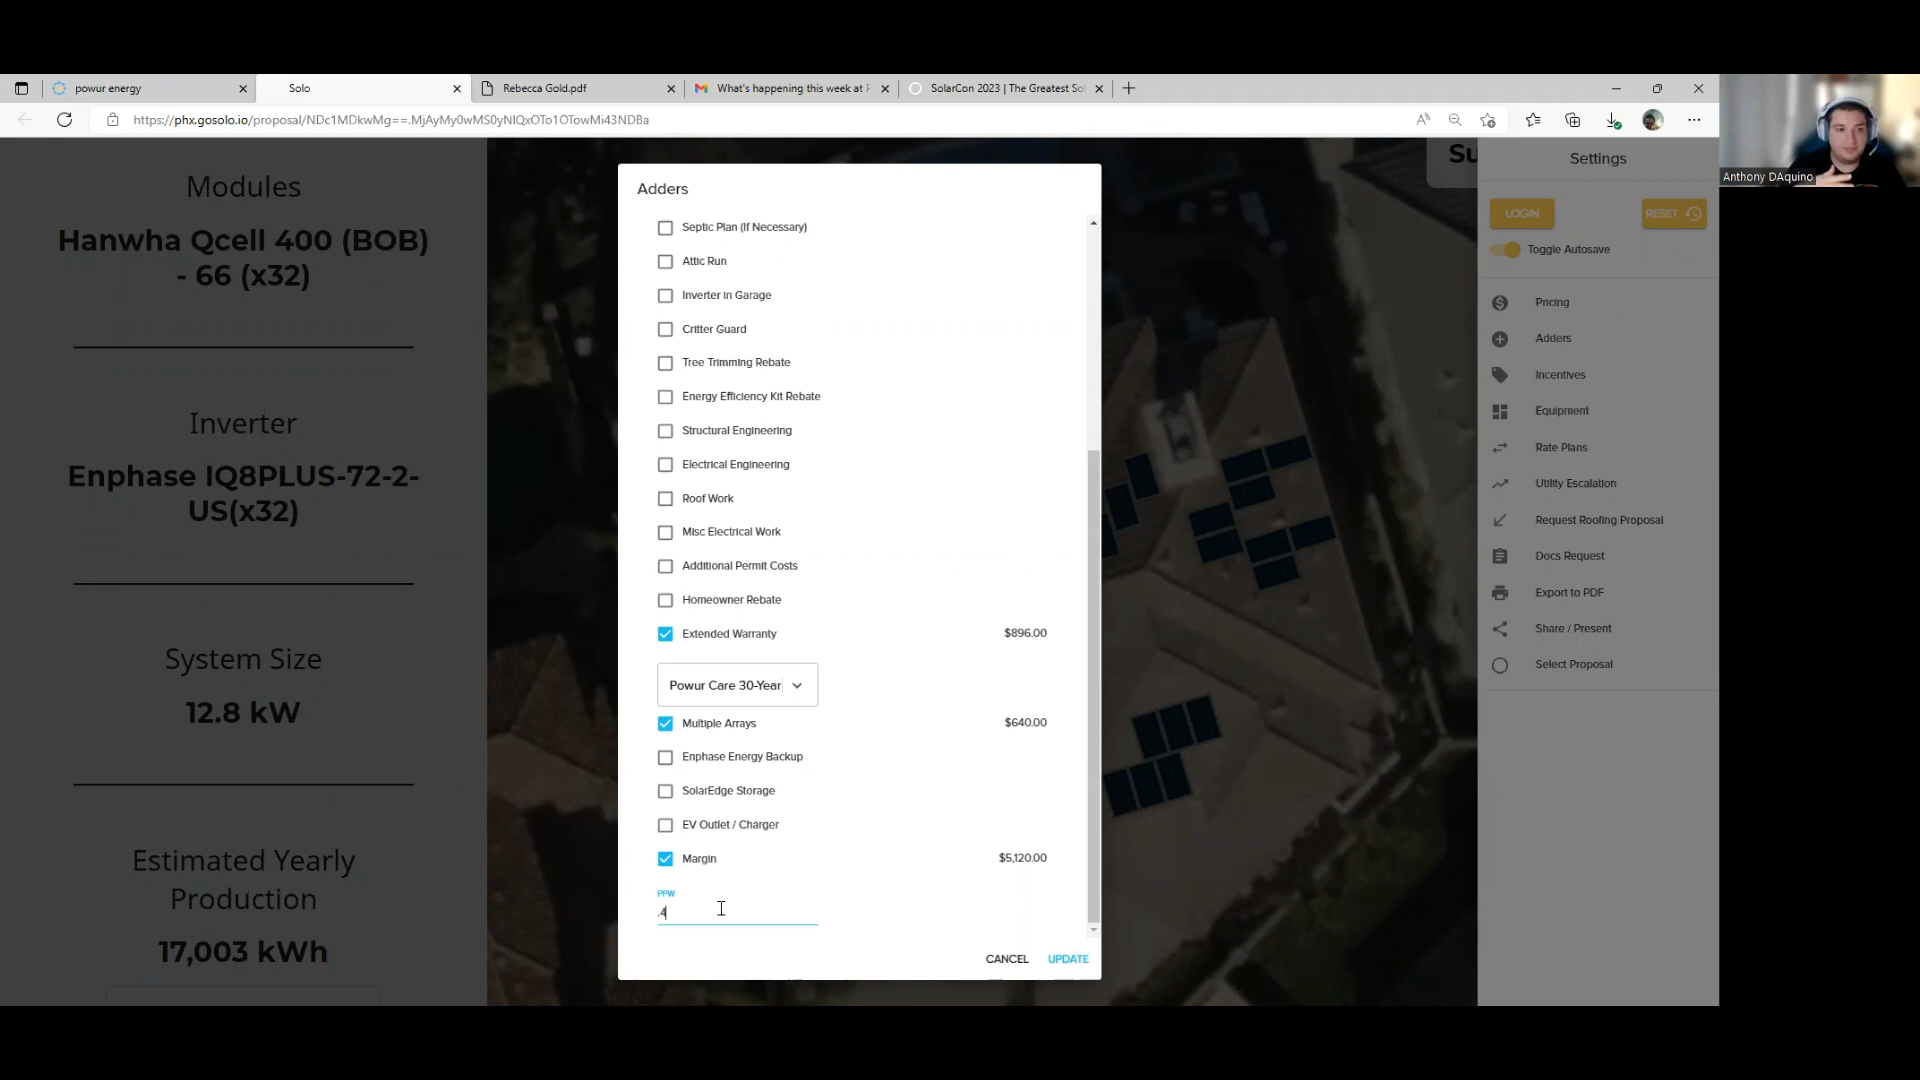 powur energy
Solo
Rebecca Gold.pdf
What's happening this week at P
SolarCon 2023 | The Greatest Sol
https://phx.gosolo.io/proposal/
Modules
Hanwha Qcell 400 (BOB)
- 66 (x32)
Inverter
Enphase IQ8PLUS-72-2-
US(x32)
System Size
12.8 kW
Estimated Yearly
Production
17,003 kWh
Adders
Septic Plan (If Necessary)
Attic Run
Inverter in Garage
Critter Guard
Tree Trimming Rebate
Energy Efficiency Kit Rebate
Structural Engineering
Electrical Engineering
Roof Work
Misc Electrical Work
Additional Permit Costs
Homeowner Rebate
Extended Warranty $896.00
Powur Care 30-Year
Multiple Arrays $640.00
Enphase Energy Backup
SolarEdge Storage
EV Outlet / Charger
Margin $5,120.00
PPW
.4
CANCEL UPDATE
Su
Settings
LOGIN RESET
Toggle Autosave
Pricing
Adders
Incentives
Equipment
Rate Plans
Utility Escalation
Request Roofing Proposal
Docs Request
Export to PDF
Share / Present
Select Proposal
Anthony DAquino